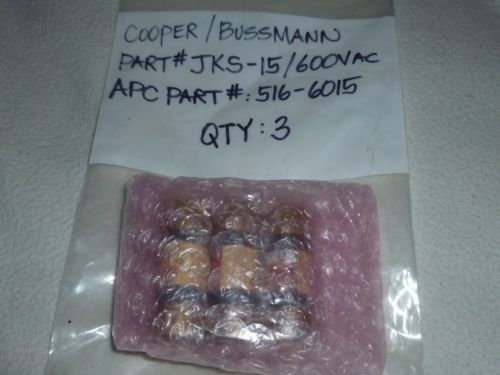 COOPER/BUSSMANN
PART# JKS-15/600VAC
APC PART#: 516-6015
QTY: 3